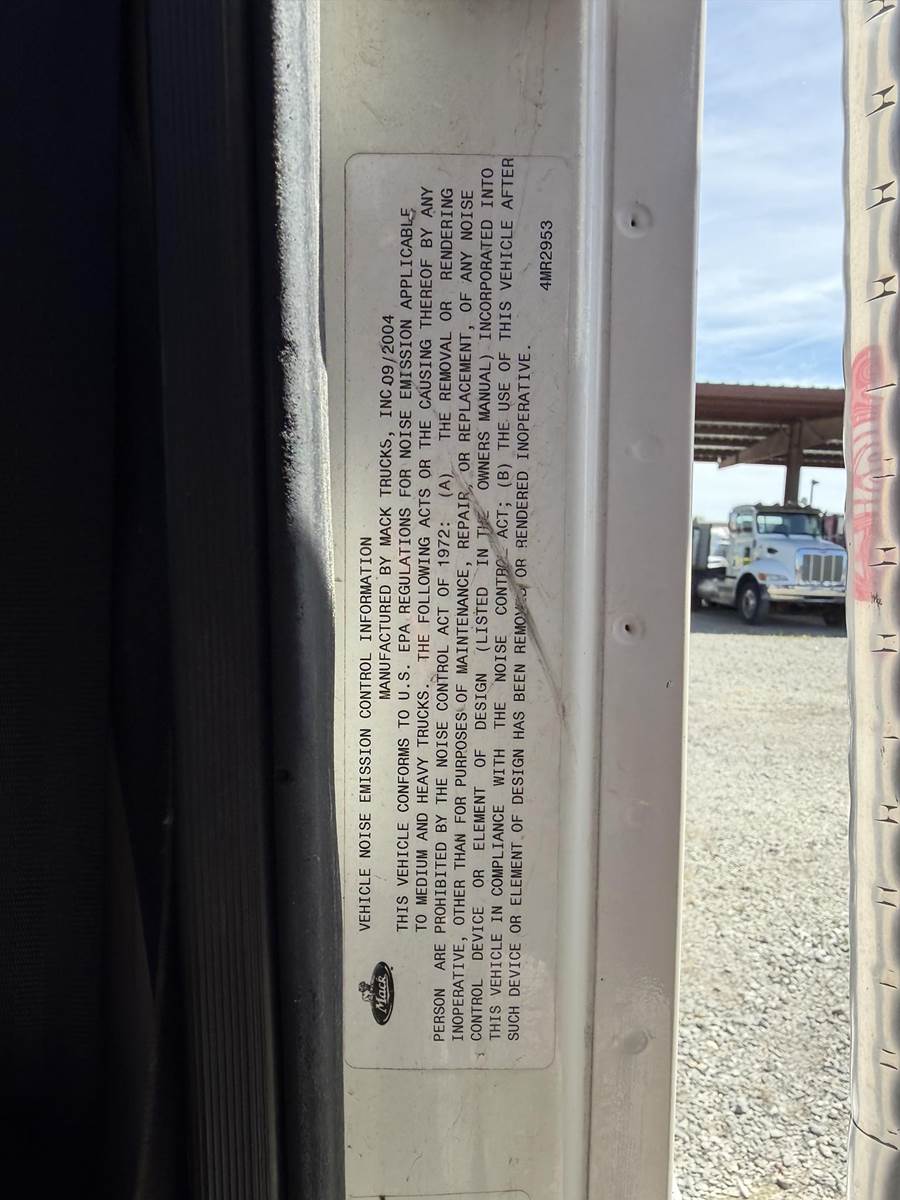 VEHICLE NOISE EMISSION CONTROL INFORMATION
MANUFACTURED BY MACK TRUCKS, INC.09/2004
THIS VEHICLE CONFORMS TO U.S. EPA REGULATIONS FOR NOISE EMISSION APPLICABLE
TO MEDIUM AND HEAVY TRUCKS. THE FOLLOWING ACTS OR THE CAUSING THEREOF BY ANY
PERSON ARE PROHIBITED BY THE NOISE CONTROL ACT OF 1972: (A) THE REMOVAL OR RENDERING
INOPERATIVE, OTHER THAN FOR PURPOSES OF MAINTENANCE, REPAIR, OR REPLACEMENT, OF ANY NOISE
CONTROL DEVICE OR ELEMENT OF DESIGN (LISTED IN THE OWNERS MANUAL) INCORPORATED INTO
THIS VEHICLE IN COMPLIANCE WITH THE NOISE CONTROL ACT; (B) THE USE OF THIS VEHICLE AFTER
SUCH DEVICE OR ELEMENT OF DESIGN HAS BEEN REMOVED OR RENDERED INOPERATIVE.
4MR2953
Mack